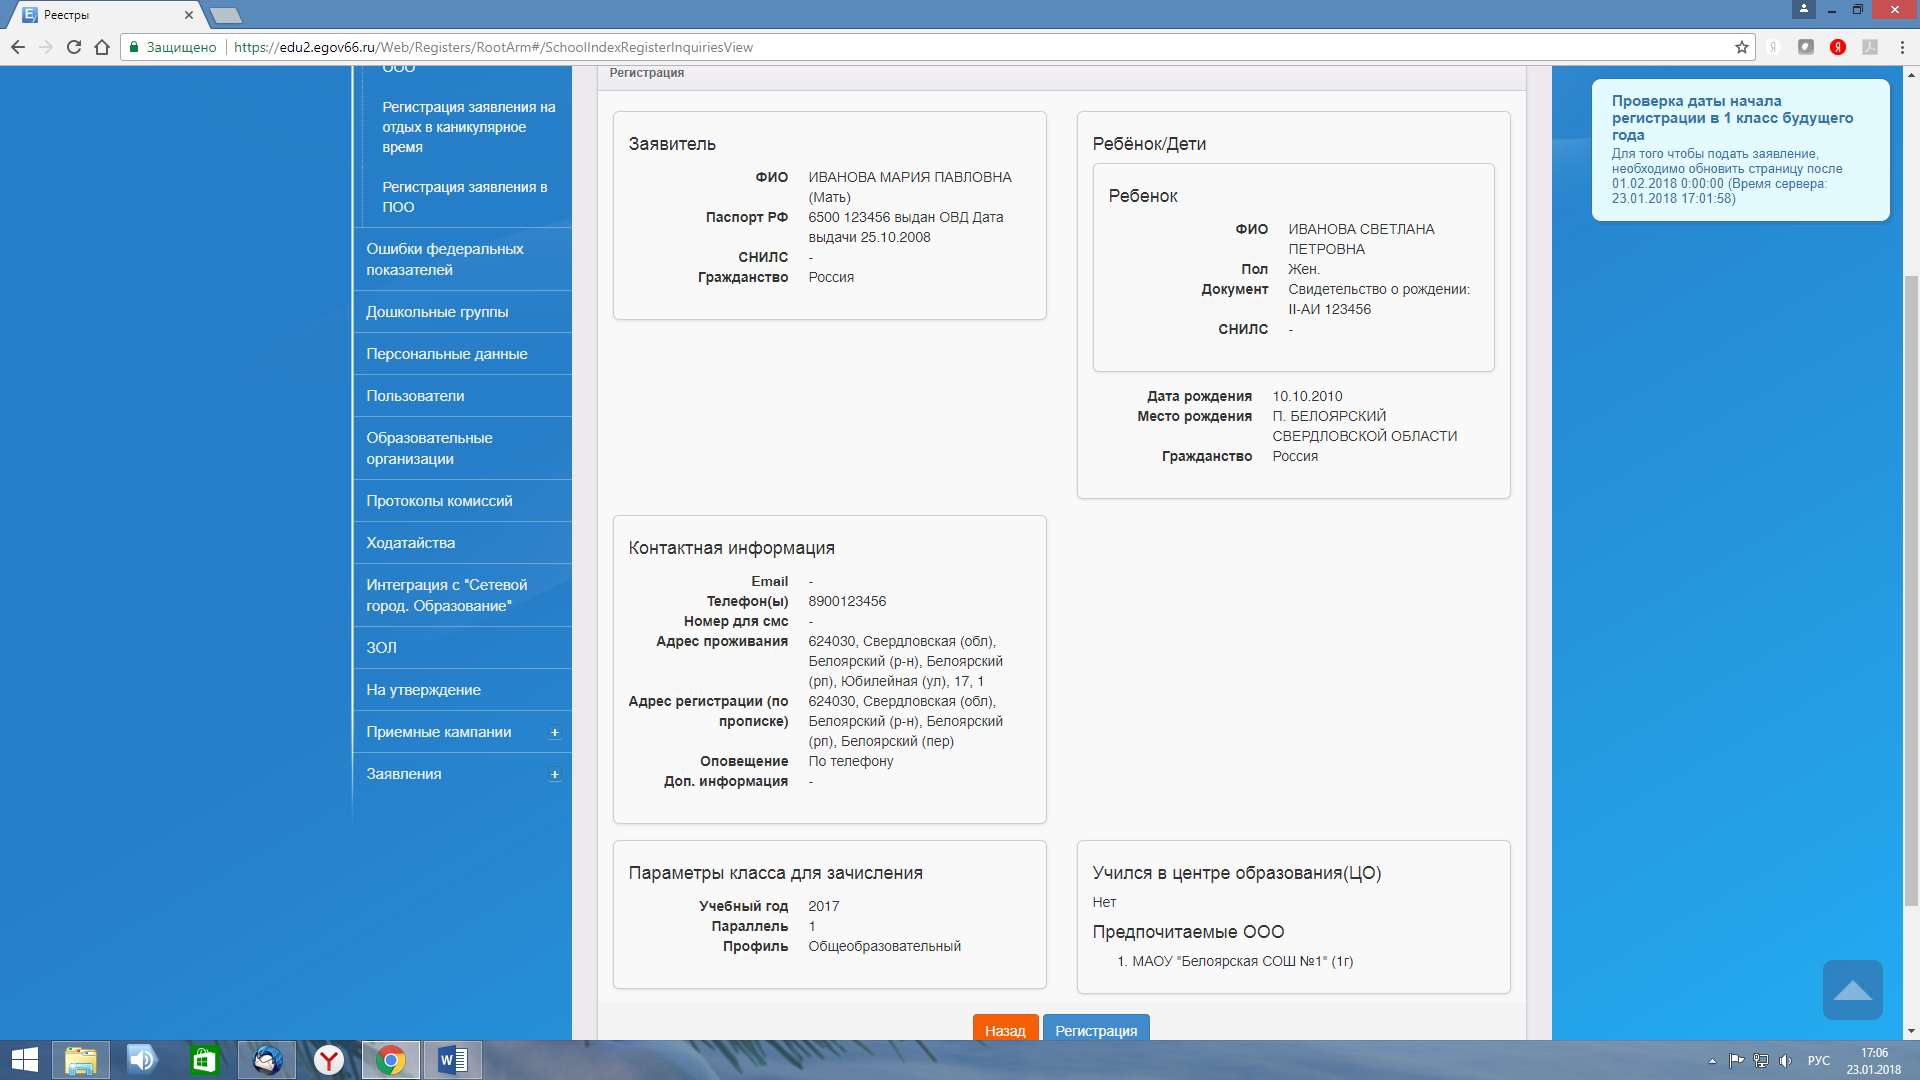 Реестры
Защищено
https://edu2.egov66.ru/Web/Registers/RootArm#/SchoolIndexRegisterInquiriesView
ООО
Регистрация заявления на
отдых в каникулярное
время
Регистрация заявления в
ПОО
Ошибки федеральных
показателей
Дошкольные группы
Персональные данные
Пользователи
Образовательные
организации
Протоколы комиссий
Ходатайства
Интеграция с "Сетевой
город. Образование"
ЗОЛ
На утверждение
Приемные кампании +
Заявления +
Регистрация
Заявитель
ФИО ИВАНОВА МАРИЯ ПАВЛОВНА
(Мать)
Паспорт РФ 6500 123456 выдан ОВД Дата
выдачи 25.10.2008
СНИЛС -
Гражданство Россия
Ребёнок/Дети
Ребенок
ФИО ИВАНОВА СВЕТЛАНА
ПЕТРОВНА
Пол Жен.
Документ Свидетельство о рождении:
II-АИ 123456
СНИЛС -
Дата рождения 10.10.2010
Место рождения П. БЕЛОЯРСКИЙ
СВЕРДЛОВСКОЙ ОБЛАСТИ
Гражданство Россия
Контактная информация
Email -
Телефон(ы) 8900123456
Номер для смс -
Адрес проживания 624030, Свердловская (обл),
Белоярский (р-н), Белоярский
(рп), Юбилейная (ул), 17, 1
Адрес регистрации (по 624030, Свердловская (обл),
прописке) Белоярский (р-н), Белоярский
(рп), Белоярский (пер)
Оповещение По телефону
Доп. информация -
Параметры класса для зачисления
Учебный год 2017
Параллель 1
Профиль Общеобразовательный
Учился в центре образования(ЦО)
Нет
Предпочитаемые ООО
1. МАОУ "Белоярская СОШ №1" (1г)
Назад Регистрация
Проверка даты начала
регистрации в 1 класс будущего
года
Для того чтобы подать заявление,
необходимо обновить страницу после
01.02.2018 0:00:00 (Время сервера:
23.01.2018 17:01:58)
РУС
17:06
23.01.2018